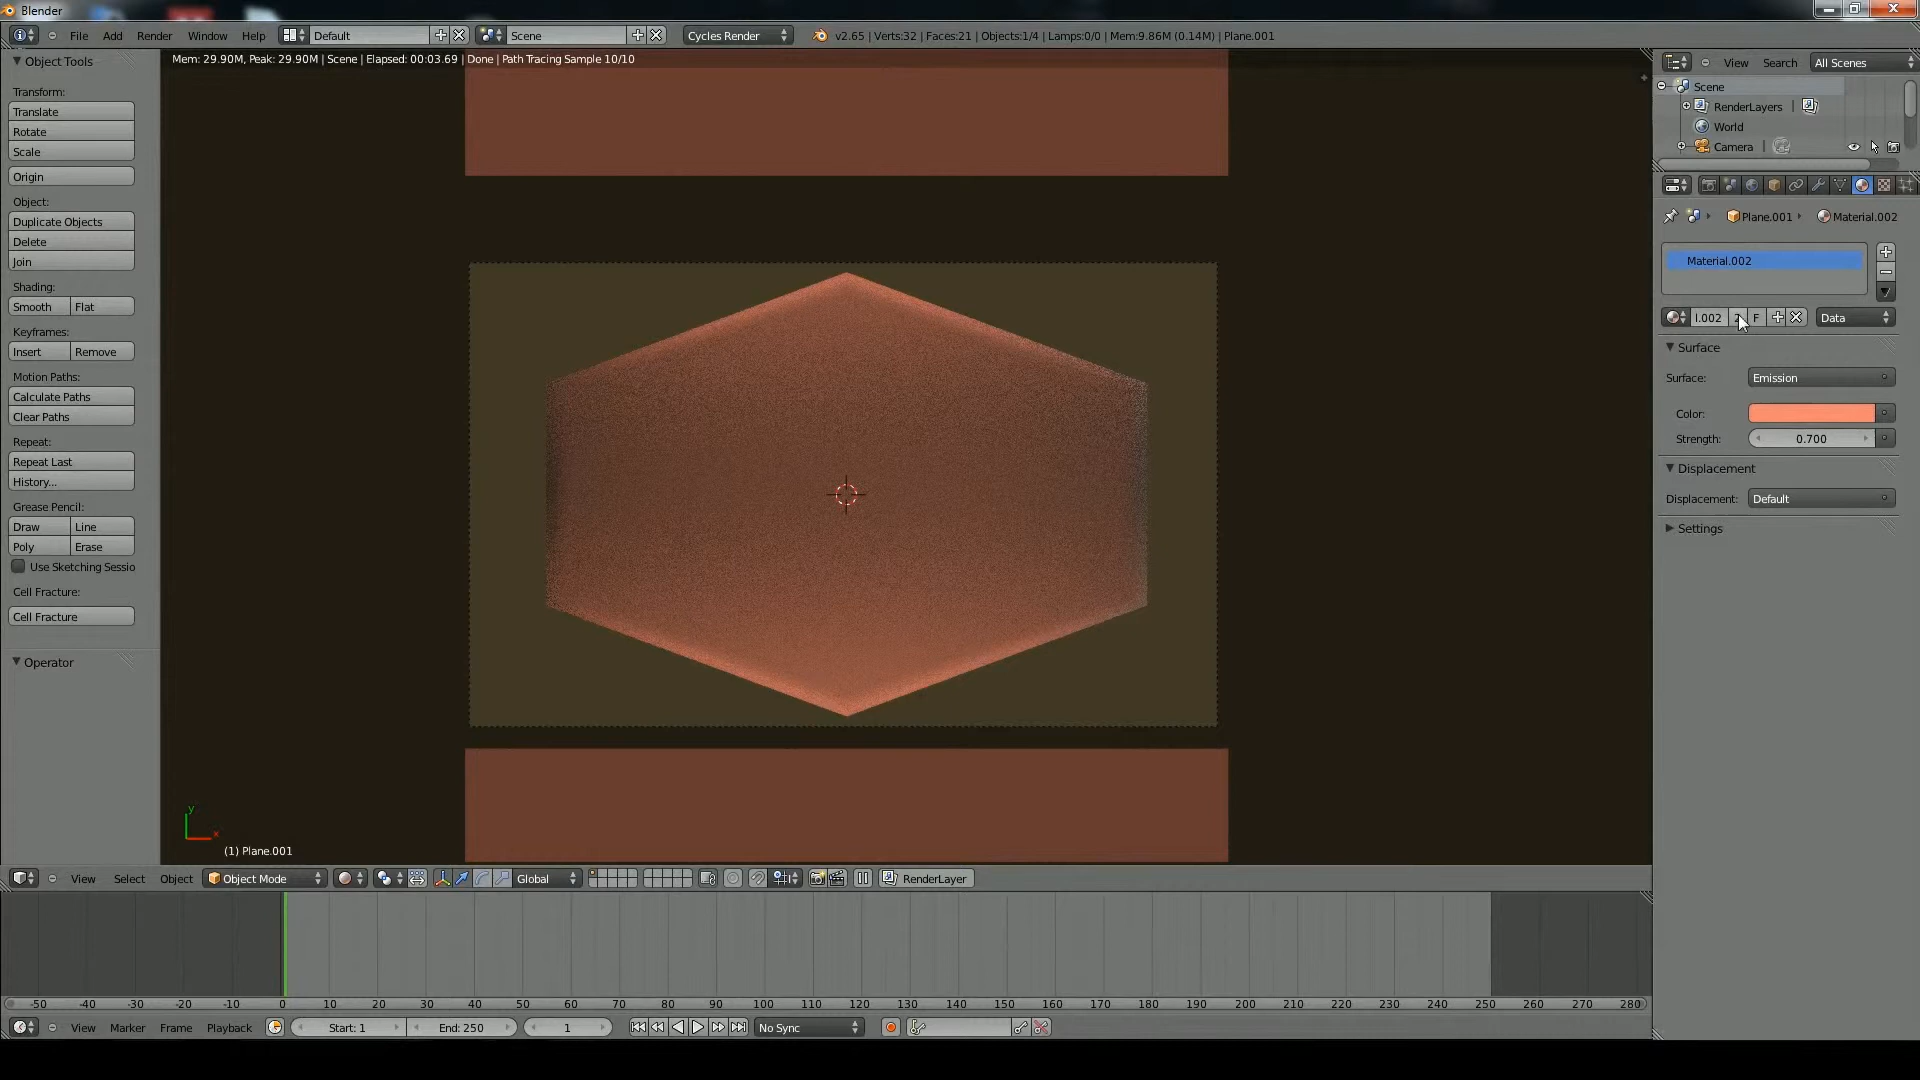 Blender
File Add Render Window Help Default Scene Cycles Render v2.65 | Verts:32 | Faces:21 | Objects:1/4 | Lamps:0/0 | Mem:9.86M (0.14M) | Plane.001
Mem: 29.90M, Peak: 29.90M | Scene | Elapsed: 00:03.69 | Done | Path Tracing Sample 10/10
Object Tools
Transform:
Translate
Rotate
Scale
Origin
Object:
Duplicate Objects
Delete
Join
Shading:
Smooth Flat
Keyframes:
Insert Remove
Motion Paths:
Calculate Paths
Clear Paths
Repeat:
Repeat Last
History...
Grease Pencil:
Draw Line
Poly Erase
Use Sketching Sessio
Cell Fracture:
Cell Fracture
Operator
y
x
(1) Plane.001
View Select Object Object Mode Global RenderLayer
-50 -40 -30 -20 -10 0 10 20 30 40 50 60 70 80 90 100 110 120 130 140 150 160 170 180 190 200 210 220 230 240 250 260 270 280
View Marker Frame Playback Start: 1 End: 250 1 No Sync
View Search All Scenes
Scene
RenderLayers |
World
Camera |
Plane.001 Material.002
Material.002
l.002 F Data
Surface
Surface: Emission
Color:
Strength: 0.700
Displacement
Displacement: Default
Settings